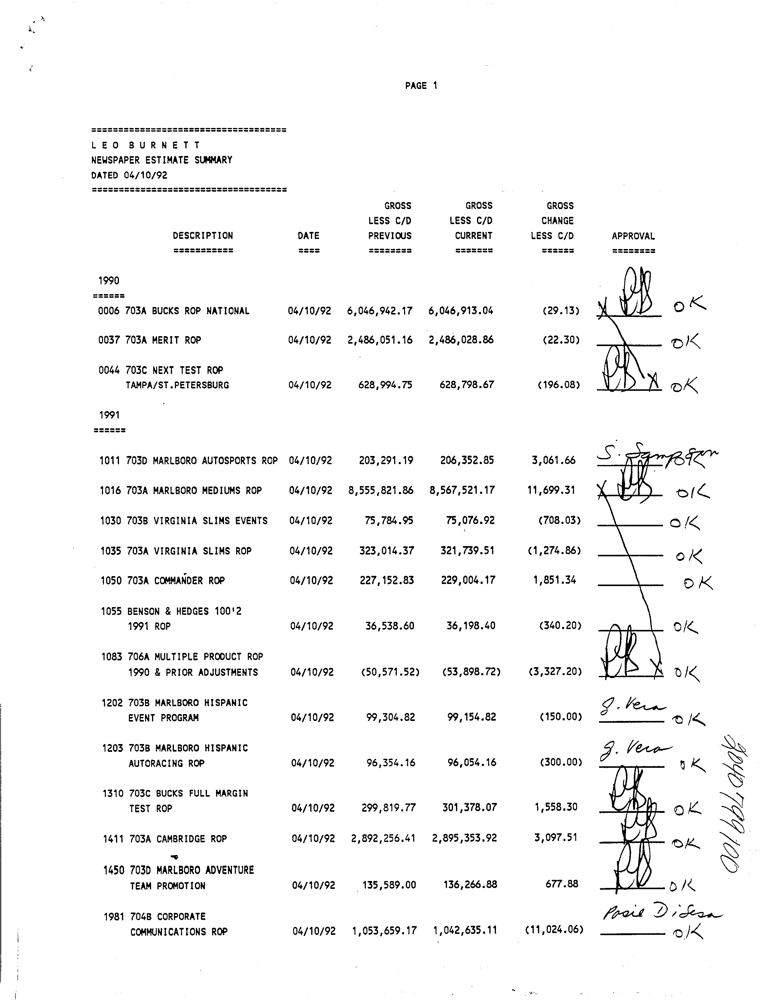 PAGE 1
====================================
L E O B U R N E T T
NEWSPAPER ESTIMATE SUMMARY
DATED 04/10/92
====================================
GROSS GROSS GROSS
LESS C/D LESS C/D CHANGE
DESCRIPTION DATE PREVIOUS CURRENT LESS C/D APPROVAL
=========== ==== ======== ======= ====== ========
1990
======
0006 703A BUCKS ROP NATIONAL 04/10/92 6,046,942.17 6,046,913.04 (29.13) X OK
0037 703A MERIT ROP 04/10/92 2,486,051.16 2,486,028.86 (22.30) OK
0044 703C NEXT TEST ROP
TAMPA/ST.PETERSBURG 04/10/92 628,994.75 628,798.67 (196.08) X OK
1991
======
1011 703D MARLBORO AUTOSPORTS ROP 04/10/92 203,291.19 206,352.85 3,061.66 S. Sampson OK
1016 703A MARLBORO MEDIUMS ROP 04/10/92 8,555,821.86 8,567,521.17 11,699.31 X OK
1030 703B VIRGINIA SLIMS EVENTS 04/10/92 75,784.95 75,076.92 (708.03) OK
1035 703A VIRGINIA SLIMS ROP 04/10/92 323,014.37 321,739.51 (1,274.86) OK
1050 703A COMMANDER ROP 04/10/92 227,152.83 229,004.17 1,851.34 OK
1055 BENSON & HEDGES 100'2
1991 ROP 04/10/92 36,538.60 36,198.40 (340.20) OK
1083 706A MULTIPLE PRODUCT ROP
1990 & PRIOR ADJUSTMENTS 04/10/92 (50,571.52) (53,898.72) (3,327.20) X OK
1202 703B MARLBORO HISPANIC
EVENT PROGRAM 04/10/92 99,304.82 99,154.82 (150.00) J. Vera OK
1203 703B MARLBORO HISPANIC
AUTORACING ROP 04/10/92 96,354.16 96,054.16 (300.00) J. Vera OK
1310 703C BUCKS FULL MARGIN
TEST ROP 04/10/92 299,819.77 301,378.07 1,558.30 OK
1411 703A CAMBRIDGE ROP 04/10/92 2,892,256.41 2,895,353.92 3,097.51 OK
1450 703D MARLBORO ADVENTURE
TEAM PROMOTION 04/10/92 135,589.00 136,266.88 677.88 OK
1981 704B CORPORATE
COMMUNICATIONS ROP 04/10/92 1,053,659.17 1,042,635.11 (11,024.06) Posie DiSesa OK
2040799100